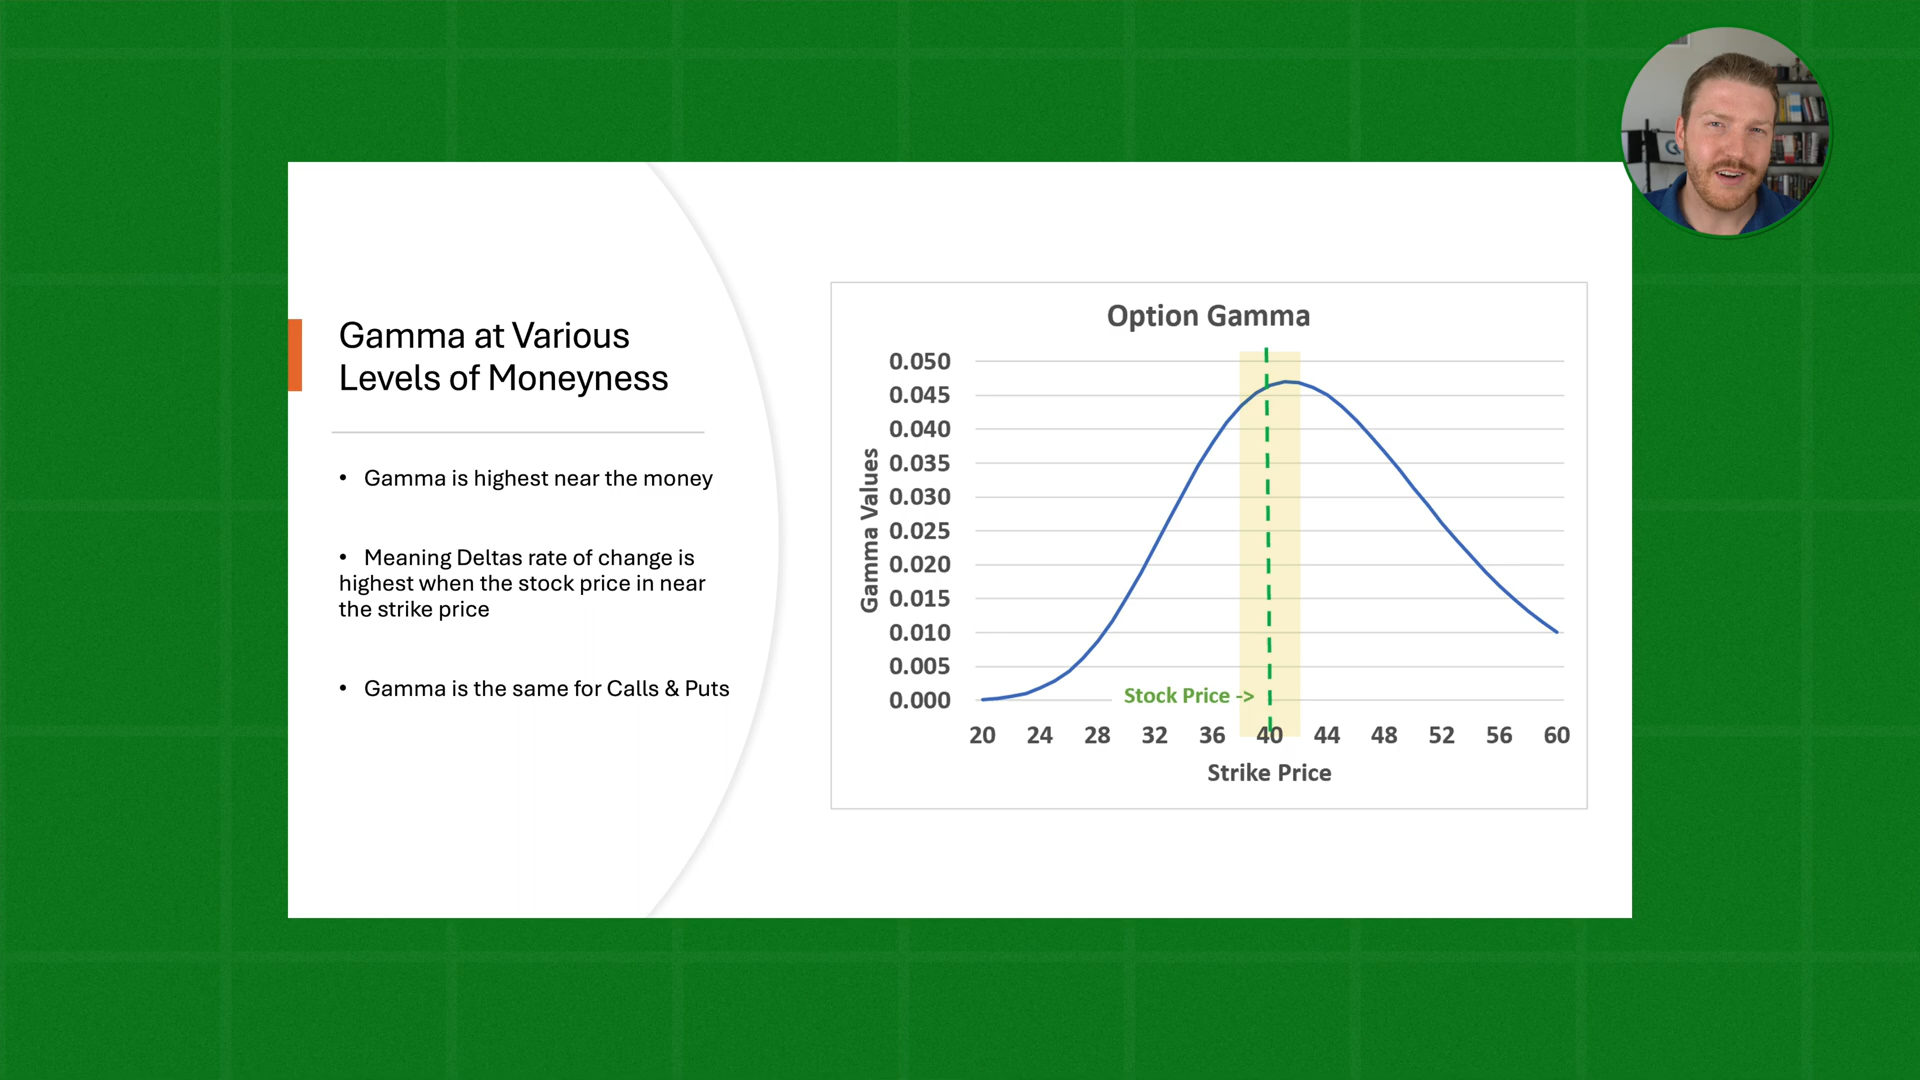 Gamma at Various
Levels of Moneyness
• Gamma is highest near the money
• Meaning Deltas rate of change is
highest when the stock price in near
the strike price
• Gamma is the same for Calls & Puts
Option Gamma
Gamma Values
0.050
0.045
0.040
0.035
0.030
0.025
0.020
0.015
0.010
0.005
0.000
Stock Price ->
20 24 28 32 36 40 44 48 52 56 60
Strike Price